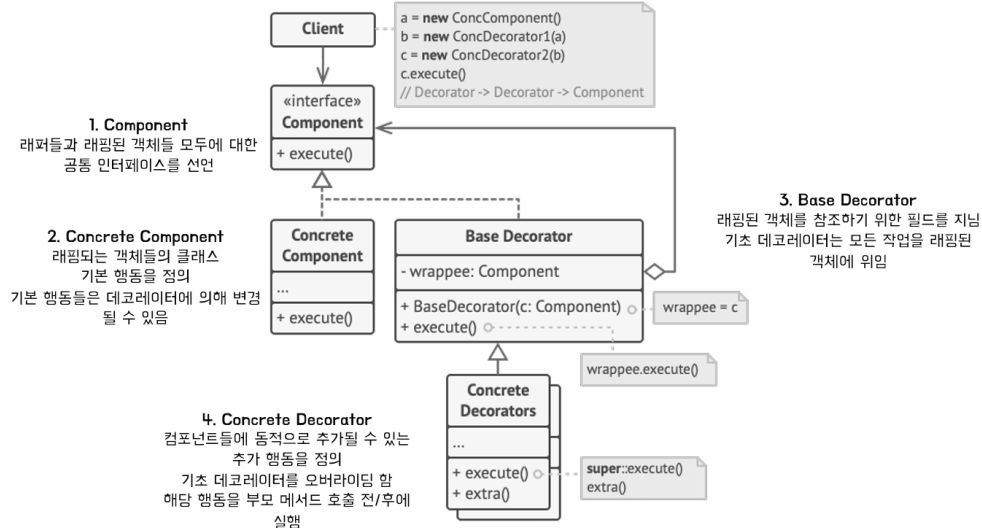 Client
a = new ConcComponent()
b = new ConcDecorator1(a)
c = new ConcDecorator2(b)
c.execute()
// Decorator -> Decorator -> Component
«interface»
Component
+ execute()
1. Component
래퍼들과 래핑된 객체들 모두에 대한
공통 인터페이스를 선언
2. Concrete Component
래핑되는 객체들의 클래스
기본 행동을 정의
기본 행동들은 데코레이터에 의해 변경
될 수 있음
Concrete
Component
...
+ execute()
Base Decorator
- wrappee: Component
+ BaseDecorator(c: Component)
+ execute()
wrappee = c
wrappee.execute()
3. Base Decorator
래핑된 객체를 참조하기 위한 필드를 지님
기초 데코레이터는 모든 작업을 래핑된
객체에 위임
4. Concrete Decorator
컴포넌트들에 동적으로 추가될 수 있는
추가 행동을 정의
기초 데코레이터를 오버라이딩 함
해당 행동을 부모 메서드 호출 전/후에
실행
Concrete
Decorators
...
+ execute()
+ extra()
super::execute()
extra()